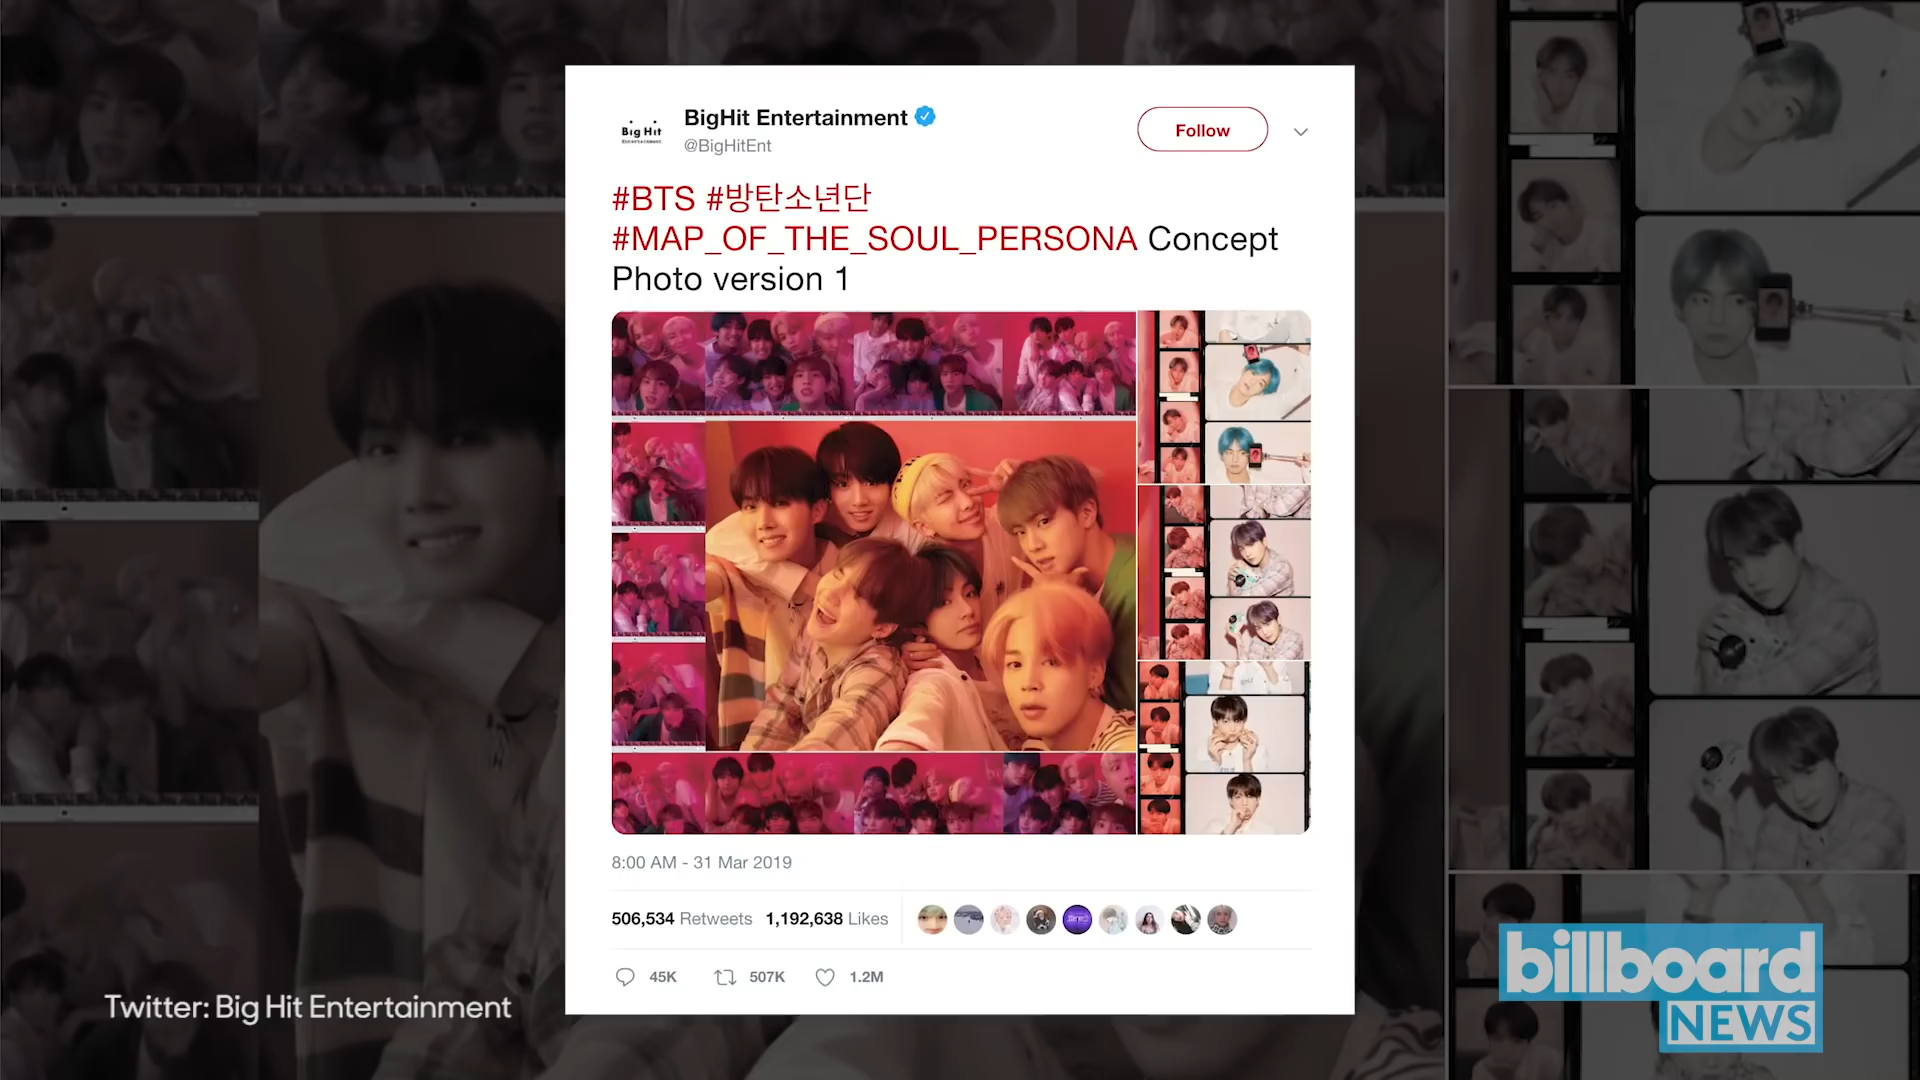 Big Hit
Entertainment
BigHit Entertainment
@BigHitEnt
Follow
#BTS #방탄소년단
#MAP_OF_THE_SOUL_PERSONA Concept
Photo version 1
8:00 AM - 31 Mar 2019
506,534 Retweets 1,192,638 Likes
45K 507K 1.2M
Twitter: Big Hit Entertainment
billboard
NEWS